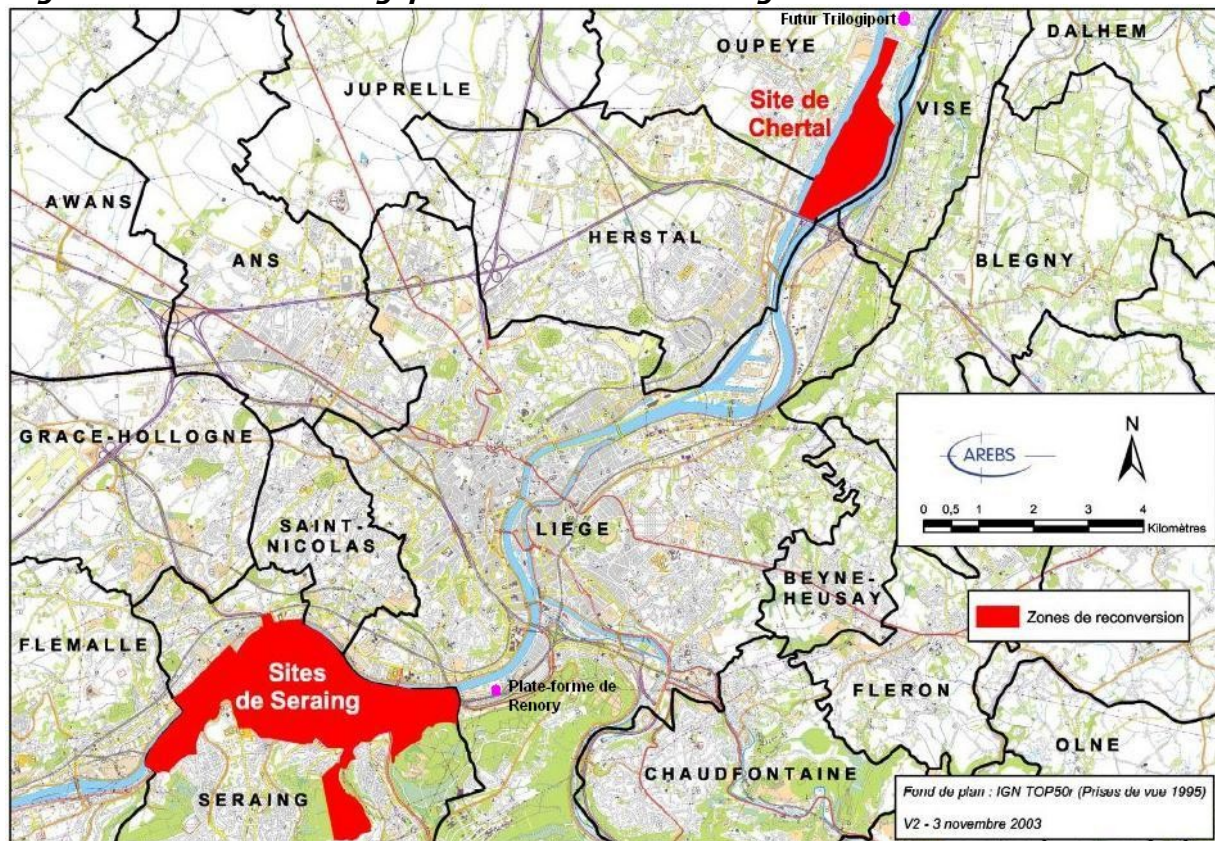 Futur Trilogiport
OUPEYE
DALHEM
JUPRELLE
Site de
Chertal
VISE
AWANS
HERSTAL
ANS
BLEGNY
GRACE-HOLLOGNE
N
AREBS
0 0,5 1 2 3 4
Kilomètres
SAINT-
NICOLAS
LIEGE
BEYNE-
HEUSAY
Zones de reconversion
FLEMALLE
Sites
de Seraing
Plate-forme de
Renory
FLERON
OLNE
CHAUDFONTAINE
SERAING
Fond de plan : IGN TOP50r (Prises de vue 1995)
V2 - 3 novembre 2003